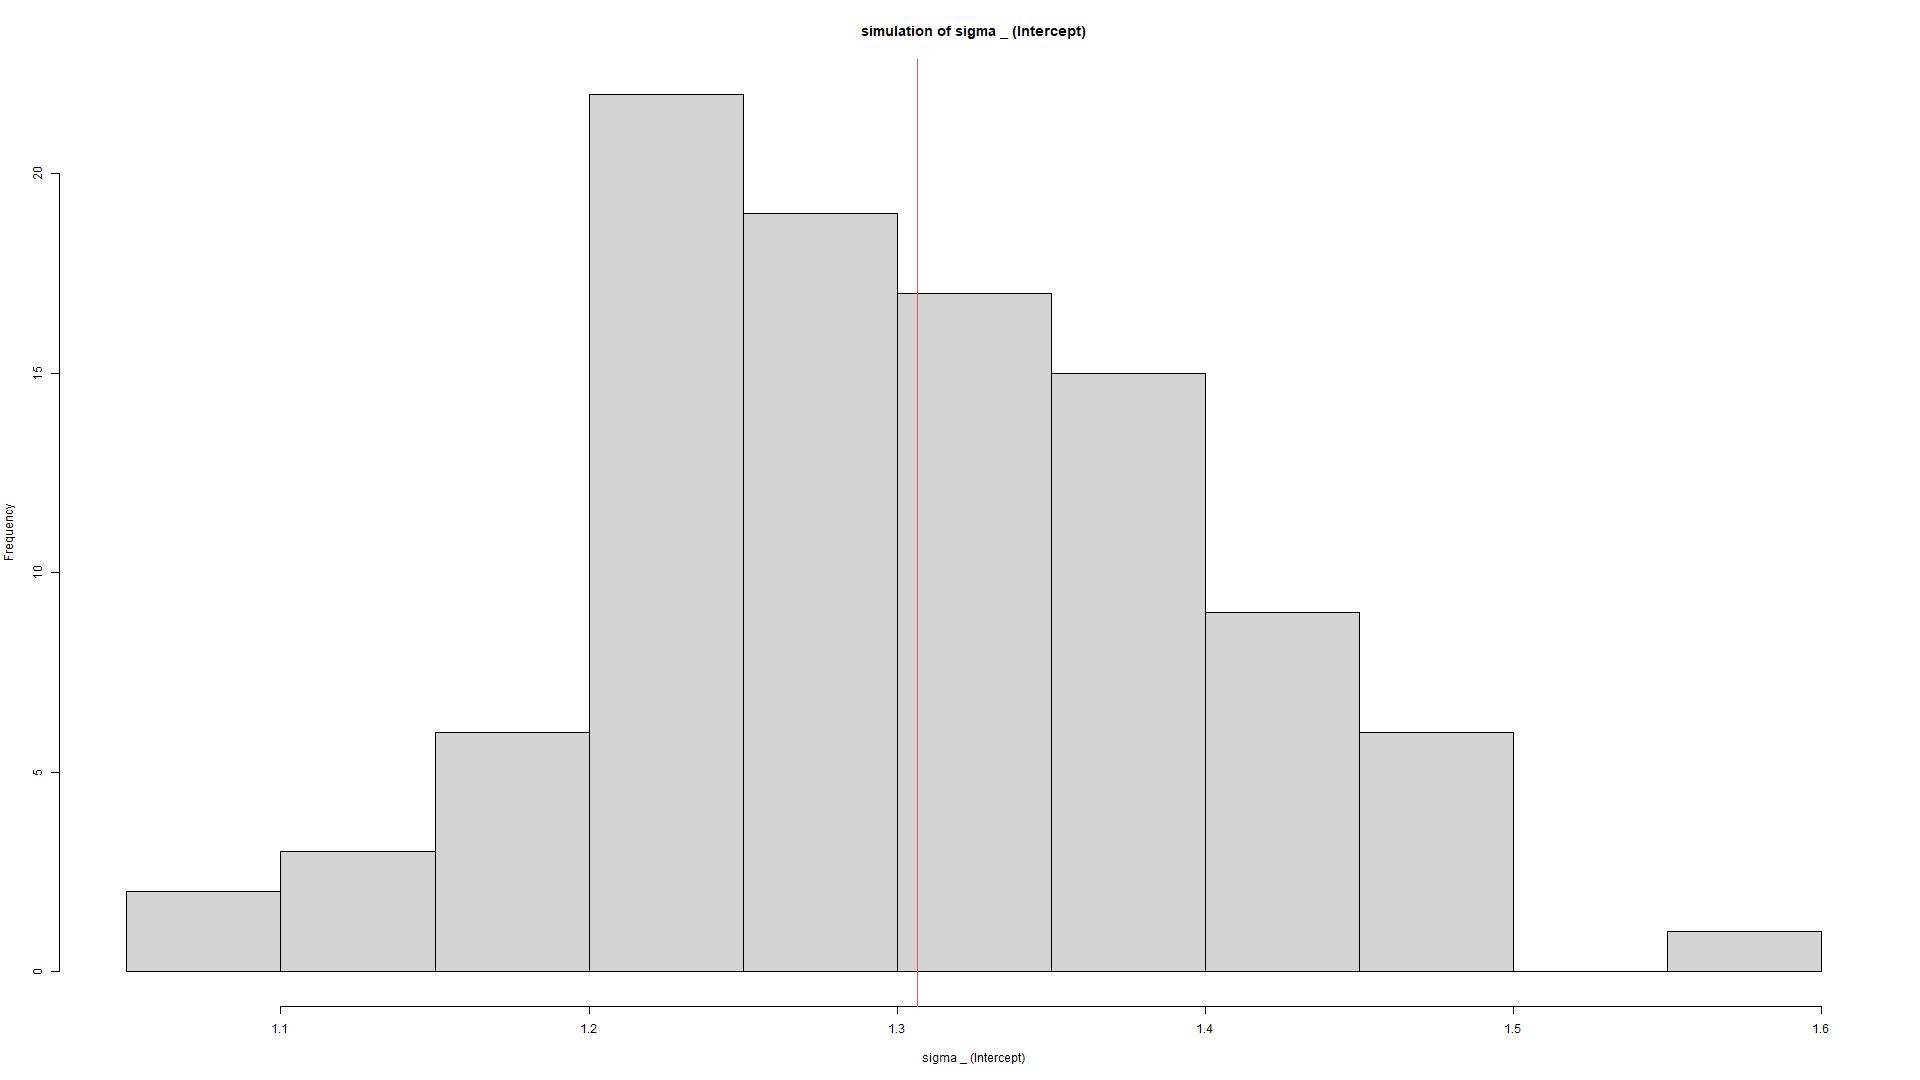 simulation of sigma _ (Intercept)
20
15
10
5
0
Frequency
1.1 1.2 1.3 1.4 1.5 1.6
sigma _ (Intercept)